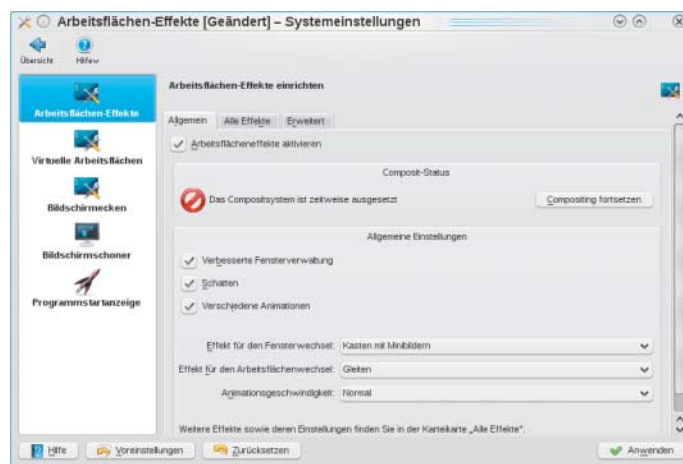 Arbeitsflächen-Effekte [Geändert] – Systemeinstellungen
Übersicht Hilfe
Arbeitsflächen-Effekte
Virtuelle Arbeitsflächen
Bildschirmecken
Bildschirmschoner
Programmstartanzeige
Arbeitsflächen-Effekte einrichten
Allgemein Alle Effekte Erweitert
Arbeitsflächeneffekte aktivieren
Composit-Status
Das Compositsystem ist zeitweise ausgesetzt
Compositing fortsetzen
Allgemeine Einstellungen
Verbesserte Fensterverwaltung
Schatten
Verschiedene Animationen
Effekt für den Fensterwechsel: Kasten mit Minibildern
Effekt für den Arbeitsflächenwechsel: Gleiten
Animationsgeschwindigkeit: Normal
Weitere Effekte sowie deren Einstellungen finden Sie in der Karteikarte „Alle Effekte“.
Hilfe Voreinstellungen Zurücksetzen Anwenden